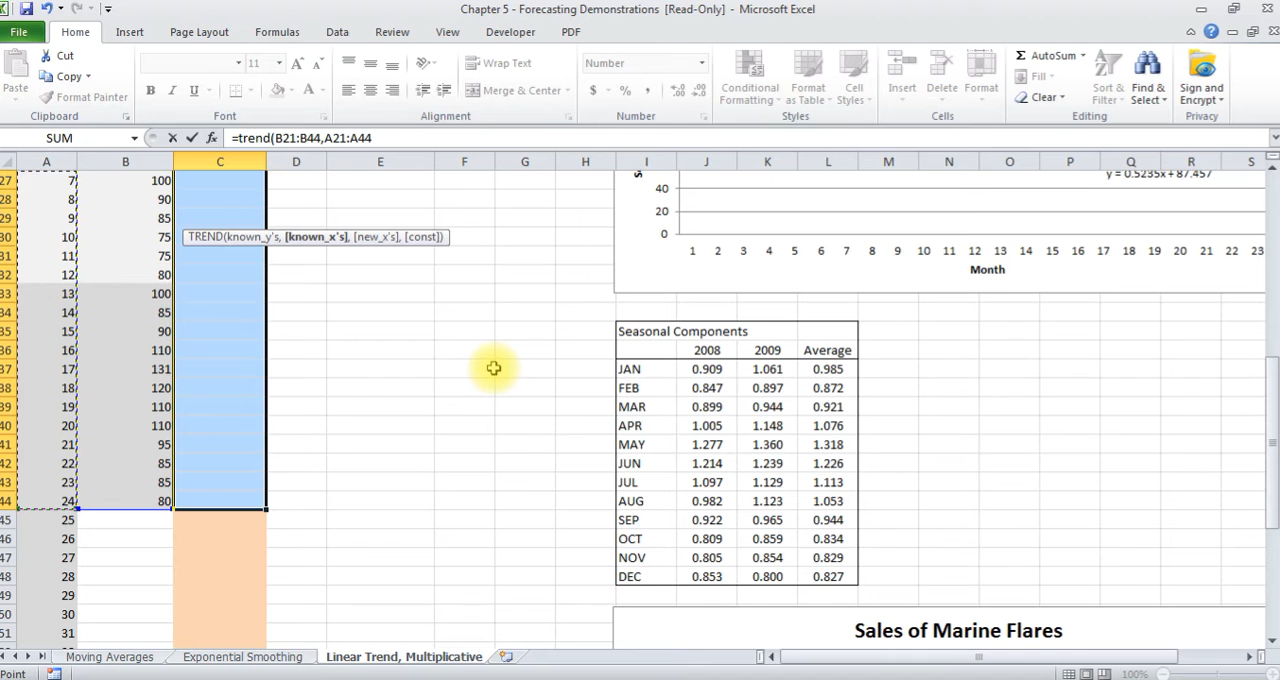 Chapter 5 - Forecasting Demonstrations [Read-Only] - Microsoft Excel
File Home Insert Page Layout Formulas Data Review View Developer PDF
Cut
Copy
Format Painter
Paste
Clipboard
11
Font
Wrap Text
Merge & Center
Alignment
Number
Number
Conditional Formatting
Format as Table
Cell Styles
Styles
Insert
Delete
Format
Cells
AutoSum
Fill
Clear
Sort & Filter
Find & Select
Editing
Sign and Encrypt
Privacy
SUM =trend(B21:B44,A21:A44
A B C D E F G H I J K L M N O P Q R S
27 7 100
28 8 90
29 9 85
30 10 75
31 11 75
32 12 80
33 13 100
34 14 85
35 15 90
36 16 110
37 17 131
38 18 120
39 19 110
40 20 110
41 21 95
42 22 85
43 23 85
44 24 80
45 25
46 26
47 27
48 28
49 29
50 30
51 31
TREND(known_y's, [known_x's], [new_x's], [const])
y = 0.5235x + 87.457
40
20
0
1 2 3 4 5 6 7 8 9 10 11 12 13 14 15 16 17 18 19 20 21 22 23
Month
Seasonal Components
2008 2009 Average
JAN 0.909 1.061 0.985
FEB 0.847 0.897 0.872
MAR 0.899 0.944 0.921
APR 1.005 1.148 1.076
MAY 1.277 1.360 1.318
JUN 1.214 1.239 1.226
JUL 1.097 1.129 1.113
AUG 0.982 1.123 1.053
SEP 0.922 0.965 0.944
OCT 0.809 0.859 0.834
NOV 0.805 0.854 0.829
DEC 0.853 0.800 0.827
Sales of Marine Flares
Moving Averages Exponential Smoothing Linear Trend, Multiplicative
Point 100%